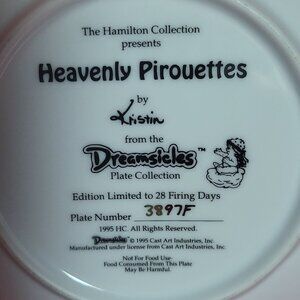 The Hamilton Collection
presents
Heavenly Pirouettes
by
Kristin
from the
Dreamsicles™
Plate Collection
Edition Limited to 28 Firing Days
Plate Number 3897F
1995 HC. All Rights Reserved.
Dreamsicles © 1995 Cast Art Industries, Inc.
Manufactured under license from Cast Art Industries, Inc.
Not For Food Use-
Food Consumed From This Plate
May Be Harmful.